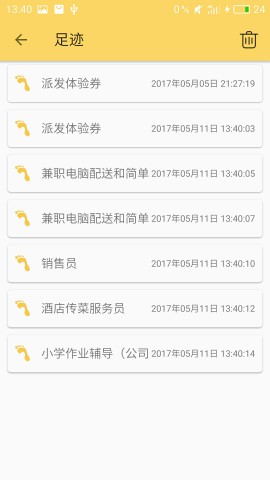 13:40 0% 24
足迹
派发体验券 2017年05月05日 21:27:19
派发体验券 2017年05月11日 13:40:03
兼职电脑配送和简单 2017年05月11日 13:40:05
兼职电脑配送和简单 2017年05月11日 13:40:07
销售员 2017年05月11日 13:40:10
酒店传菜服务员 2017年05月11日 13:40:12
小学作业辅导（公司 2017年05月11日 13:40:14